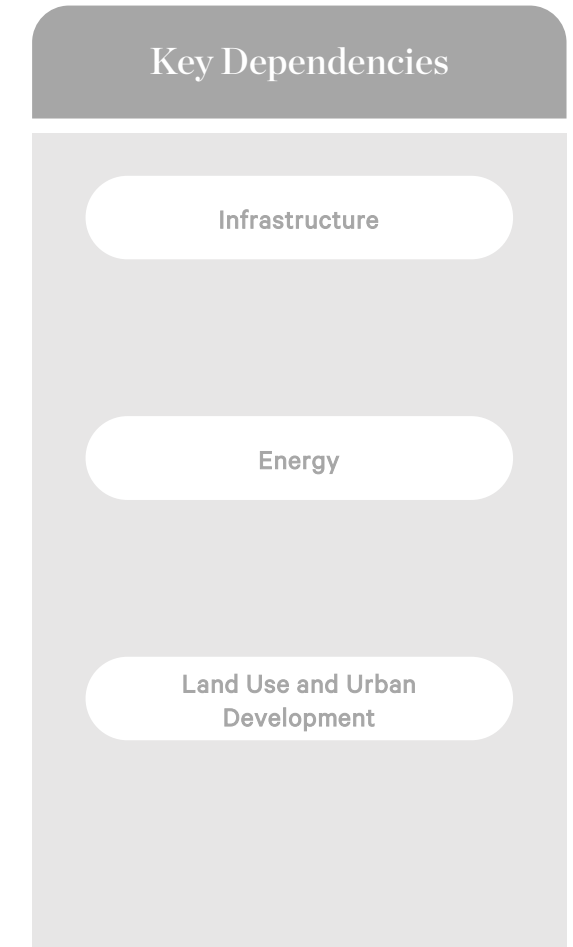 Key Dependencies
Infrastructure
Energy
Land Use and Urban
Development